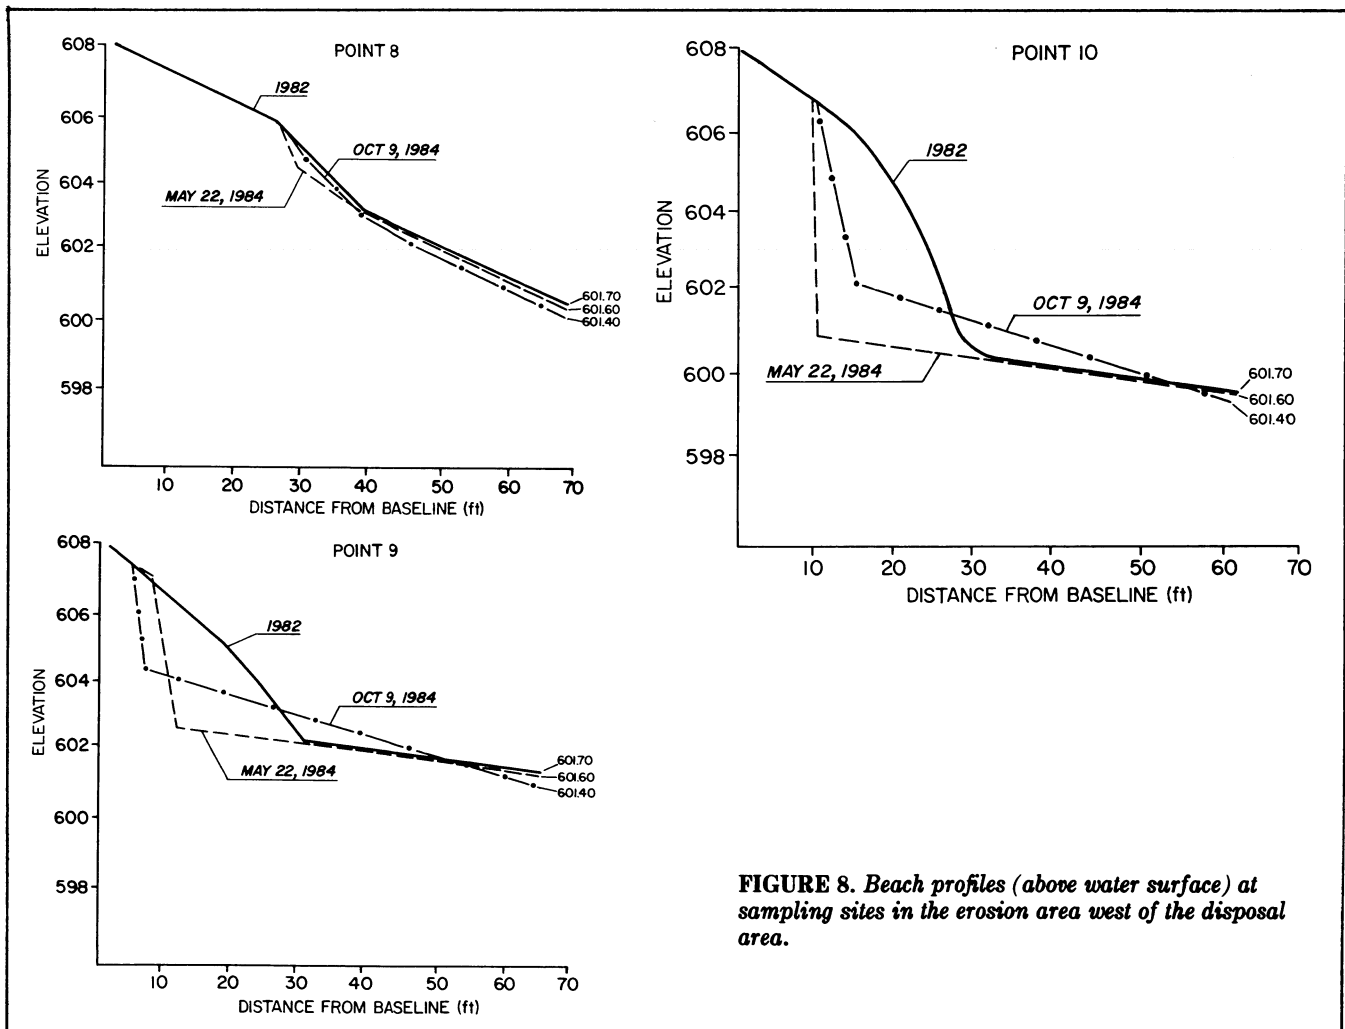 POINT 8
608
606
604
602
600
598
ELEVATION
1982
OCT 9, 1984
MAY 22, 1984
601.70
601.60
601.40
10 20 30 40 50 60 70
DISTANCE FROM BASELINE (ft)
POINT 10
608
606
604
602
600
598
ELEVATION
1982
OCT 9, 1984
MAY 22, 1984
601.70
601.60
601.40
10 20 30 40 50 60 70
DISTANCE FROM BASELINE (ft)
POINT 9
608
606
604
602
600
598
ELEVATION
1982
OCT 9, 1984
MAY 22, 1984
601.70
601.60
601.40
10 20 30 40 50 60 70
DISTANCE FROM BASELINE (ft)
FIGURE 8. Beach profiles (above water surface) at
sampling sites in the erosion area west of the disposal
area.